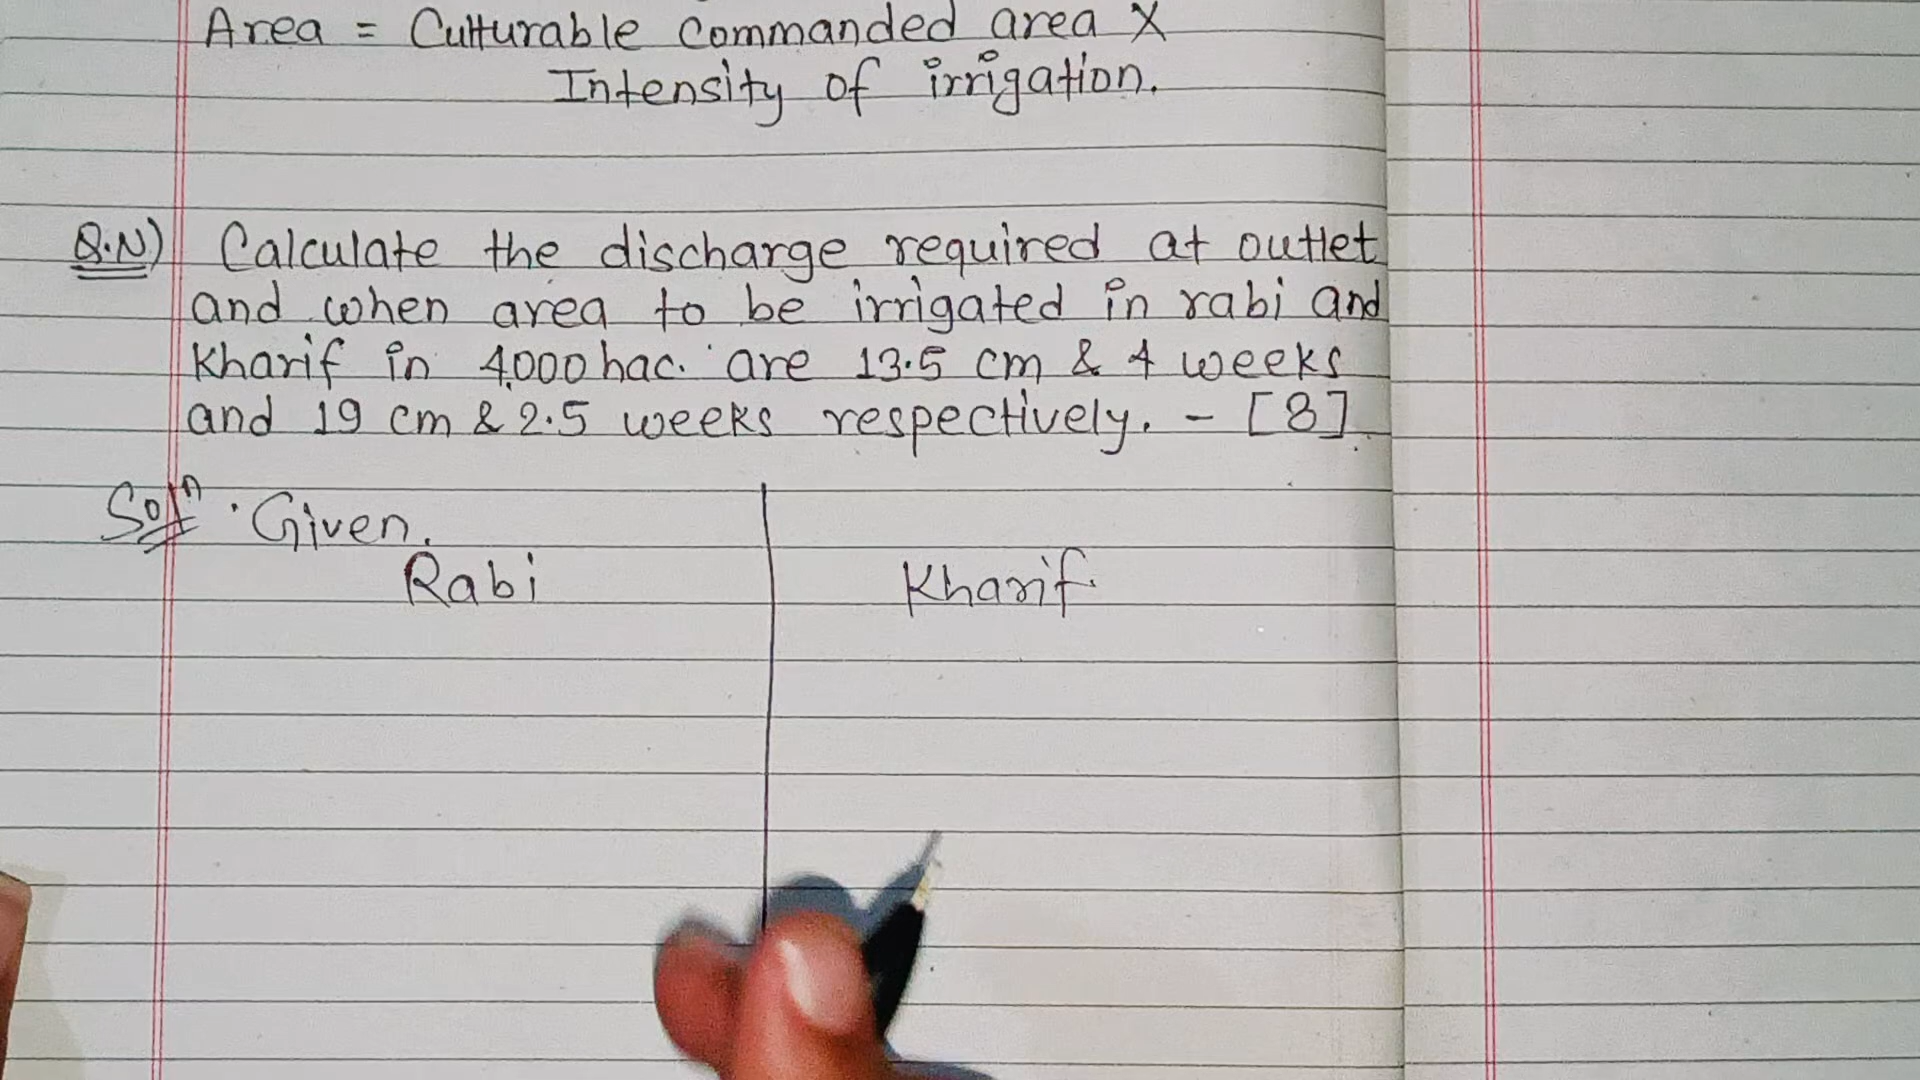 Area = Culturable Commanded area X
Intensity of irrigation.
Q.N) Calculate the discharge required at outlet
and when area to be irrigated in rabi and
Kharif in 4000 hac. are 13.5 cm & 4 weeks
and 19 cm & 2.5 weeks respectively. - [8]
Solⁿ. Given.
Rabi Kharif.